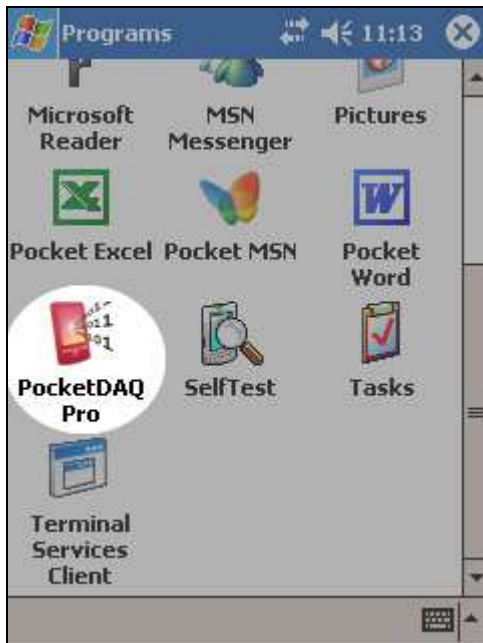 Programs 11:13
Microsoft Reader
MSN Messenger
Pictures
Pocket Excel
Pocket MSN
Pocket Word
PocketDAQ Pro
SelfTest
Tasks
Terminal Services Client